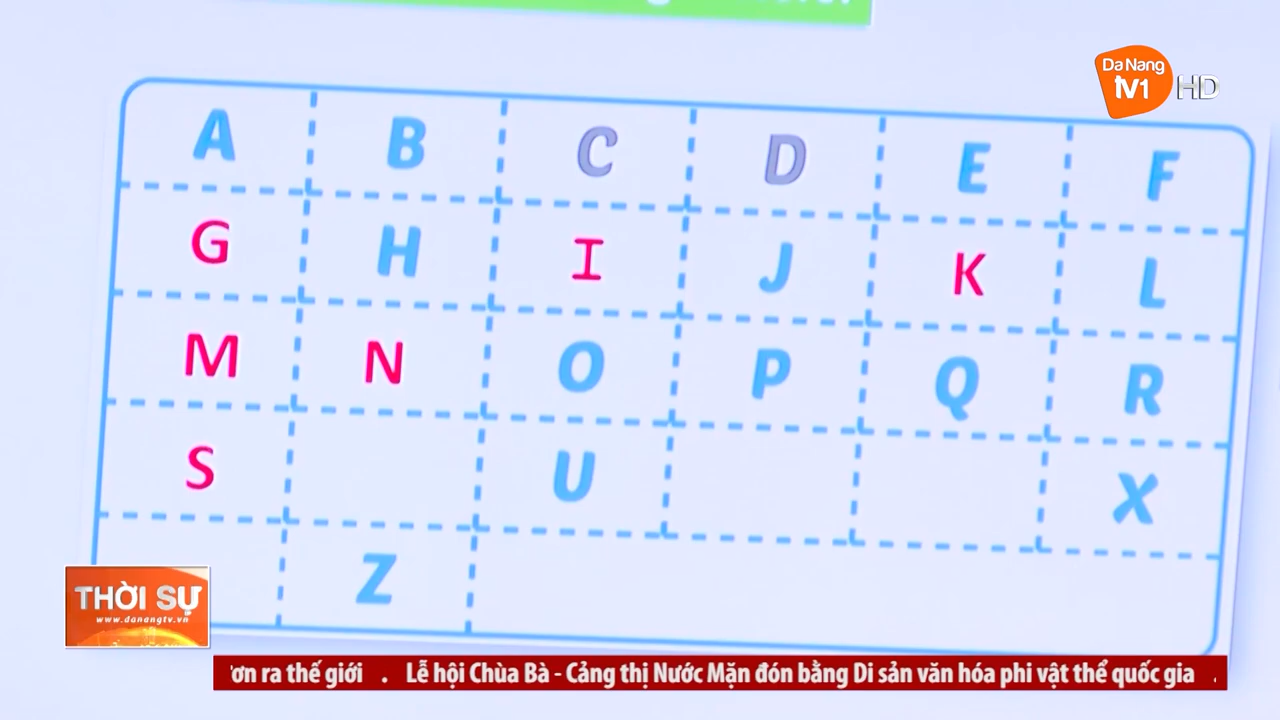 Da Nang
TV1 HD
A B C D E F
G H I J K L
M N O P Q R
S U X
Z
THỜI SỰ
www.danangtv.vn
ơn ra thế giới . Lễ hội Chùa Bà - Cảng thị Nước Mặn đón bằng Di sản văn hóa phi vật thể quốc gia .